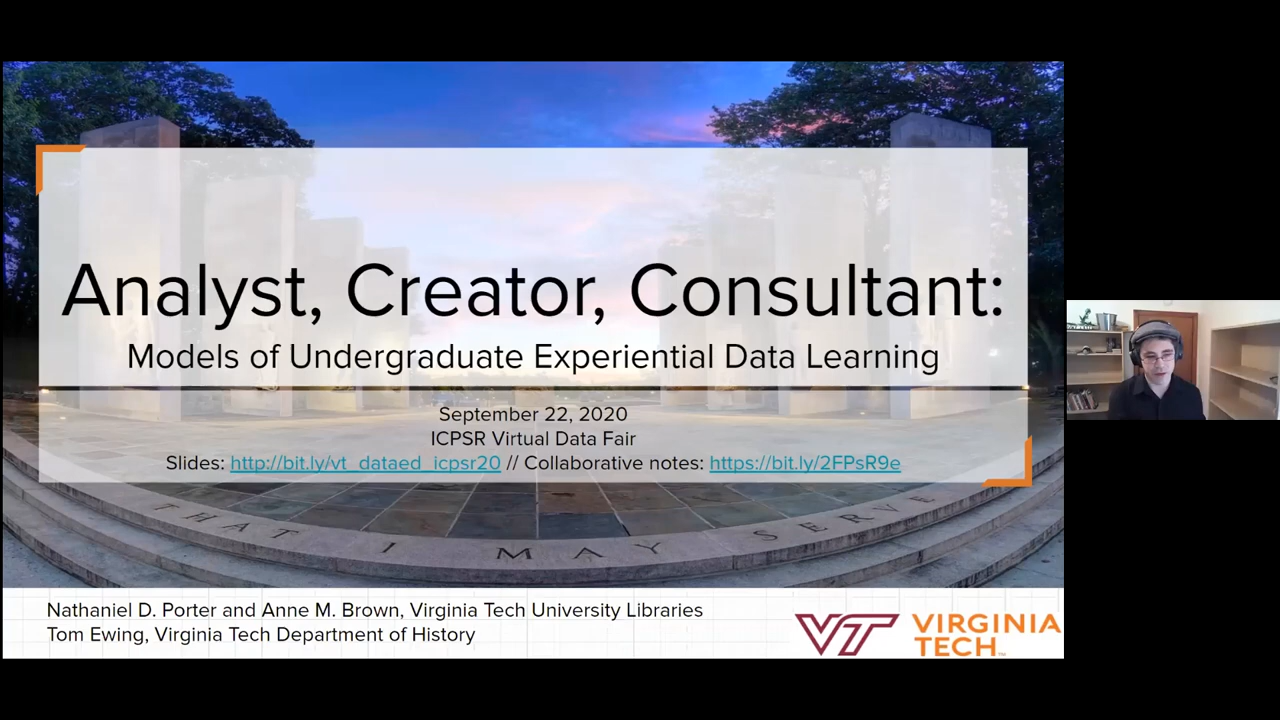 Analyst, Creator, Consultant:
Models of Undergraduate Experiential Data Learning
September 22, 2020
ICPSR Virtual Data Fair
Slides: http://bit.ly/vt_dataed_icpsr20 // Collaborative notes: https://bit.ly/2FPsR9e
THAT I MAY SERVE
Nathaniel D. Porter and Anne M. Brown, Virginia Tech University Libraries
Tom Ewing, Virginia Tech Department of History
VT VIRGINIA
TECH™